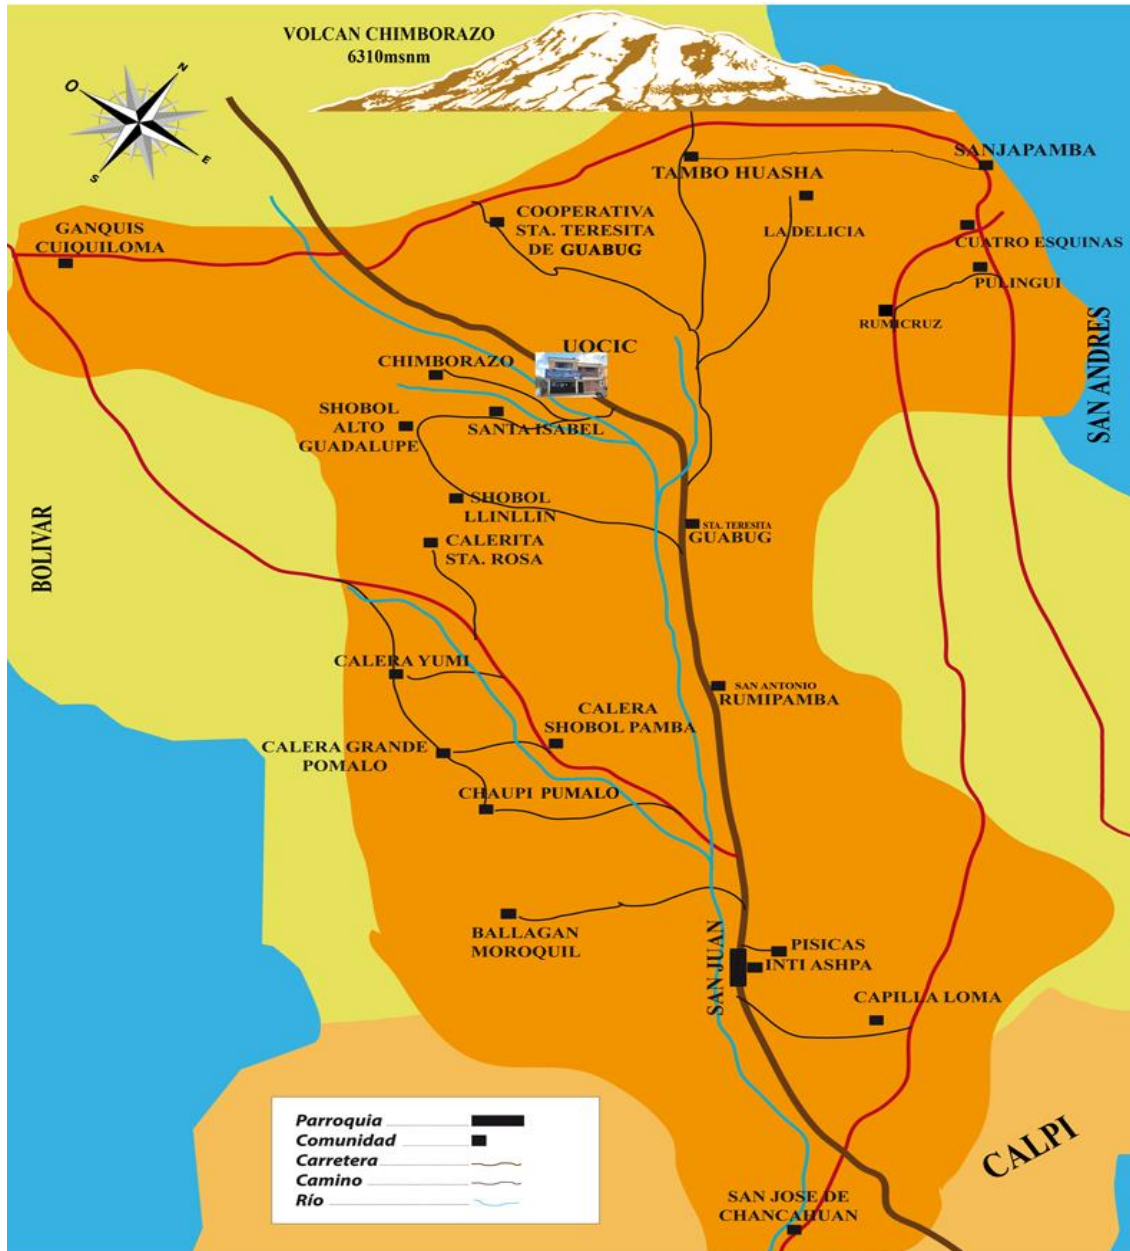 VOLCAN CHIMBORAZO
6310msnm
N
O
E
S
SANJAPAMBA
TAMBO HUASHA
COOPERATIVA
STA. TERESITA
DE GUABUG
LA DELICIA
GANQUIS
CUIQUILOMA
CUATRO ESQUINAS
PULINGUI
RUMICRUZ
SAN ANDRES
UOCIC
CHIMBORAZO
SHOBOL
ALTO
GUADALUPE
SANTA ISABEL
SHOBOL
LLINLLIN
STA. TERESITA
GUABUG
CALERITA
STA. ROSA
BOLIVAR
CALERA YUMI
SAN ANTONIO
RUMIPAMBA
CALERA
SHOBOL PAMBA
CALERA GRANDE
POMALO
CHAUPI PUMALO
BALLAGAN
MOROQUIL
SAN JUAN
PISICAS
INTI ASHPA
CAPILLA LOMA
CALPI
Parroquia
Comunidad
Carretera
Camino
Río
SAN JOSE DE
CHANCAHUAN